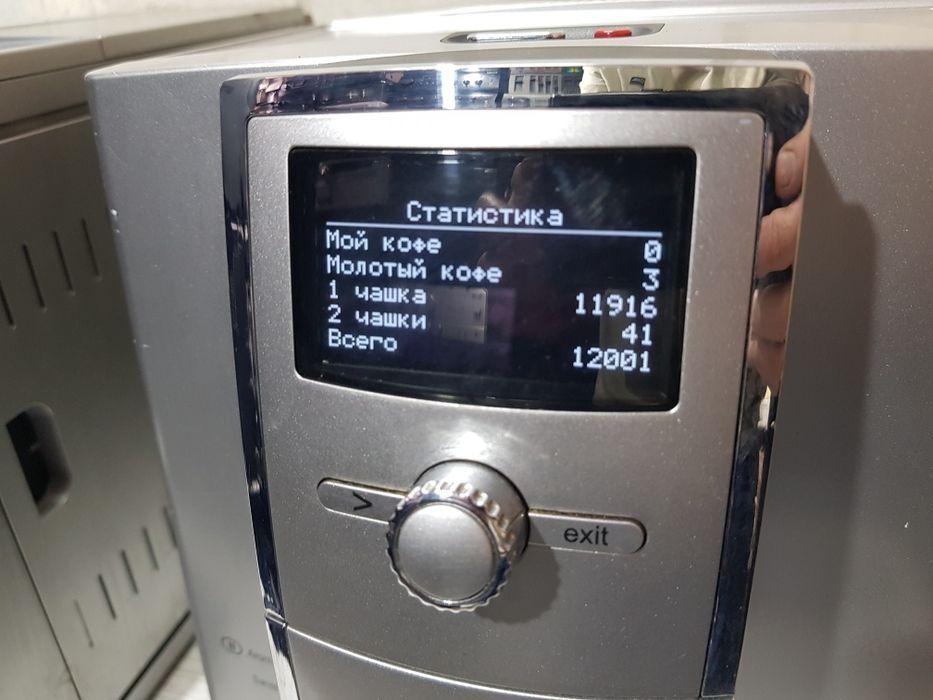 Статистика
Мой кофе 0
Молотый кофе 3
1 чашка 11916
2 чашки 41
Всего 12001
>
exit